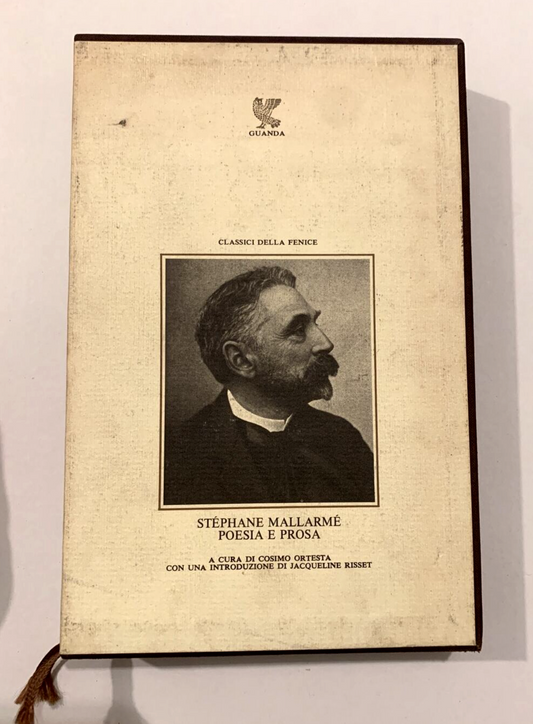 GUANDA
CLASSICI DELLA FENICE
STÉPHANE MALLARMÉ
POESIA E PROSA
A CURA DI COSIMO ORTESTA
CON UNA INTRODUZIONE DI JACQUELINE RISSET